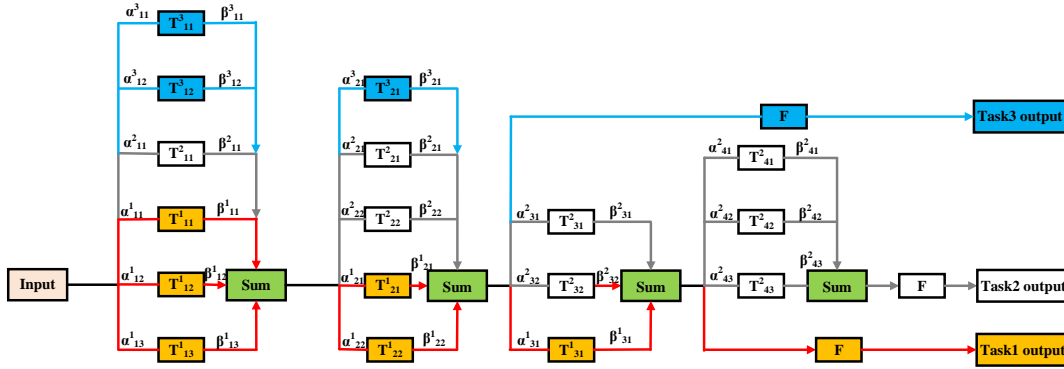 Input
α³₁₁ T³₁₁ β³₁₁
α³₁₂ T³₁₂ β³₁₂
α²₁₁ T²₁₁ β²₁₁
α¹₁₁ T¹₁₁ β¹₁₁
α¹₁₂ T¹₁₂ β¹₁₂ Sum
α¹₁₃ T¹₁₃ β¹₁₃
α³₂₁ T³₂₁ β³₂₁
α²₂₁ T²₂₁ β²₂₁
α²₂₂ T²₂₂ β²₂₂
α¹₂₁ T¹₂₁ β¹₂₁ Sum
α¹₂₂ T¹₂₂ β¹₂₂
F Task3 output
α²₃₁ T²₃₁ β²₃₁
α²₃₂ T²₃₂ β²₃₂ Sum
α¹₃₁ T¹₃₁ β¹₃₁
α²₄₁ T²₄₁ β²₄₁
α²₄₂ T²₄₂ β²₄₂
α²₄₃ T²₄₃ β²₄₃ Sum F Task2 output
F Task1 output